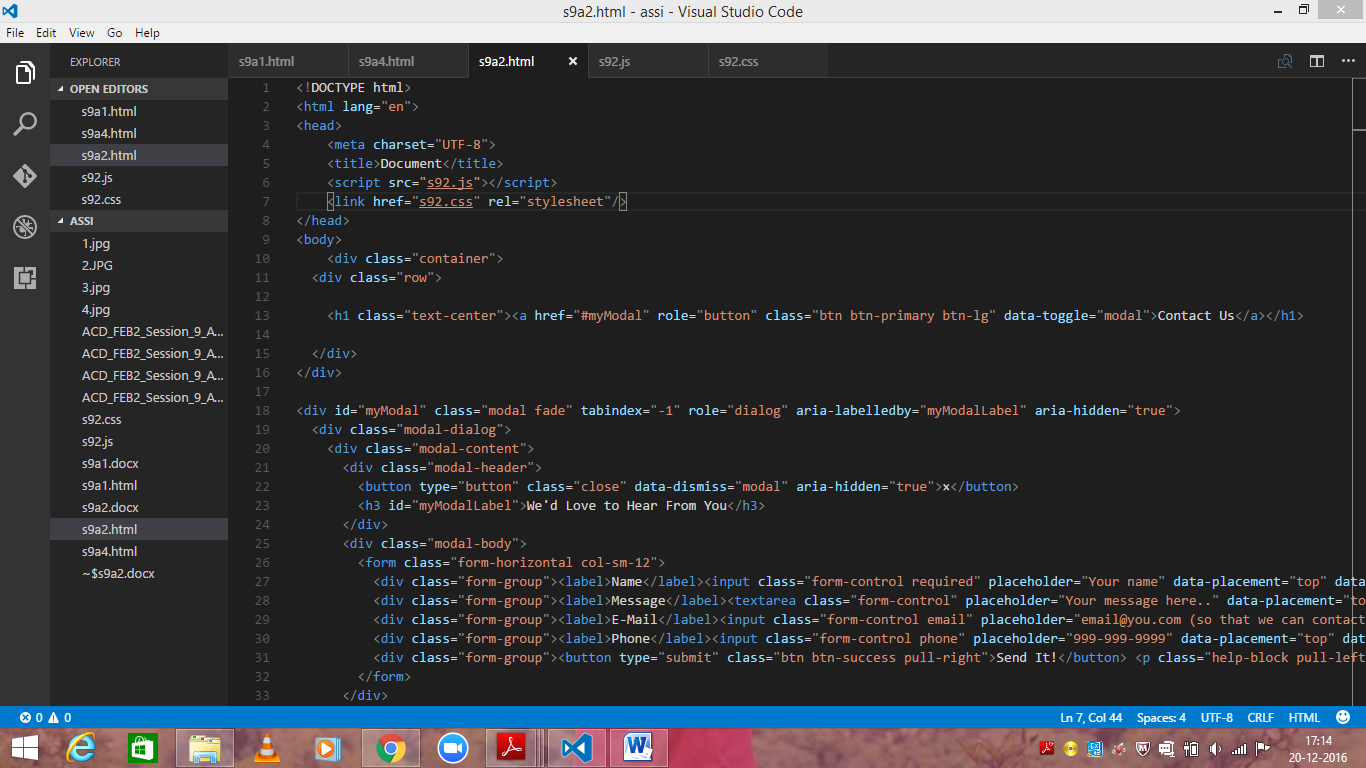 s9a2.html - assi - Visual Studio Code
File Edit View Go Help
EXPLORER
OPEN EDITORS
s9a1.html
s9a4.html
s9a2.html
s92.js
s92.css
ASSI
1.jpg
2.JPG
3.jpg
4.jpg
ACD_FEB2_Session_9_A...
ACD_FEB2_Session_9_A...
ACD_FEB2_Session_9_A...
ACD_FEB2_Session_9_A...
s92.css
s92.js
s9a1.docx
s9a1.html
s9a2.docx
s9a2.html
s9a4.html
~$s9a2.docx
s9a1.html s9a4.html s9a2.html × s92.js s92.css
1 <!DOCTYPE html>
2 <html lang="en">
3 <head>
4 <meta charset="UTF-8">
5 <title>Document</title>
6 <script src="s92.js"></script>
7 <link href="s92.css" rel="stylesheet"/>
8 </head>
9 <body>
10 <div class="container">
11 <div class="row">
12
13 <h1 class="text-center"><a href="#myModal" role="button" class="btn btn-primary btn-lg" data-toggle="modal">Contact Us</a></h1>
14
15 </div>
16 </div>
17
18 <div id="myModal" class="modal fade" tabindex="-1" role="dialog" aria-labelledby="myModalLabel" aria-hidden="true">
19 <div class="modal-dialog">
20 <div class="modal-content">
21 <div class="modal-header">
22 <button type="button" class="close" data-dismiss="modal" aria-hidden="true">×</button>
23 <h3 id="myModalLabel">We'd Love to Hear From You</h3>
24 </div>
25 <div class="modal-body">
26 <form class="form-horizontal col-sm-12">
27 <div class="form-group"><label>Name</label><input class="form-control required" placeholder="Your name" data-placement="top" data
28 <div class="form-group"><label>Message</label><textarea class="form-control" placeholder="Your message here.." data-placement="to
29 <div class="form-group"><label>E-Mail</label><input class="form-control email" placeholder="email@you.com (so that we can contact
30 <div class="form-group"><label>Phone</label><input class="form-control phone" placeholder="999-999-9999" data-placement="top" dat
31 <div class="form-group"><button type="submit" class="btn btn-success pull-right">Send It!</button> <p class="help-block pull-left
32 </form>
33 </div>
0 0
Ln 7, Col 44 Spaces: 4 UTF-8 CRLF HTML
17:14
20-12-2016